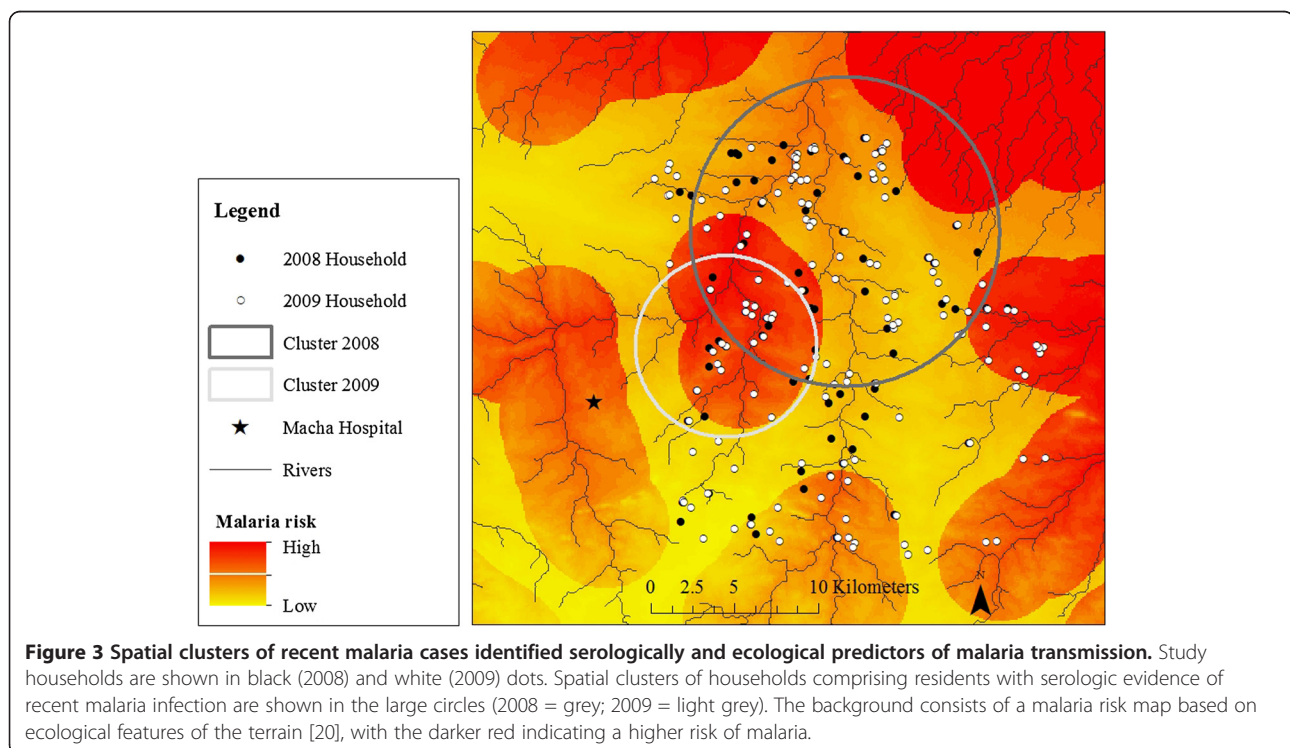 Legend
2008 Household
2009 Household
Cluster 2008
Cluster 2009
Macha Hospital
Rivers
Malaria risk
High
Low
N
0 2.5 5 10 Kilometers
Figure 3 Spatial clusters of recent malaria cases identified serologically and ecological predictors of malaria transmission. Study
households are shown in black (2008) and white (2009) dots. Spatial clusters of households comprising residents with serologic evidence of
recent malaria infection are shown in the large circles (2008 = grey; 2009 = light grey). The background consists of a malaria risk map based on
ecological features of the terrain [20], with the darker red indicating a higher risk of malaria.